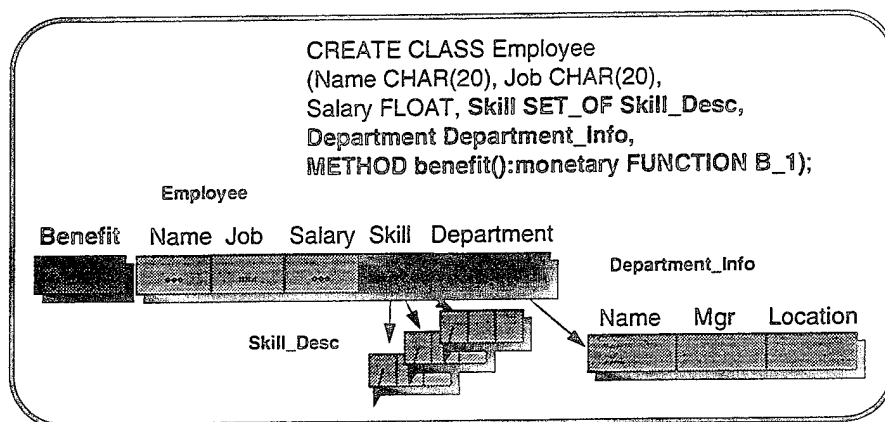 CREATE CLASS Employee
(Name CHAR(20), Job CHAR(20),
Salary FLOAT, Skill SET_OF Skill_Desc,
Department Department_Info,
METHOD benefit():monetary FUNCTION B_1);
Employee
Benefit Name Job Salary Skill Department
... ... ...
Department_Info
Name Mgr Location
Skill_Desc